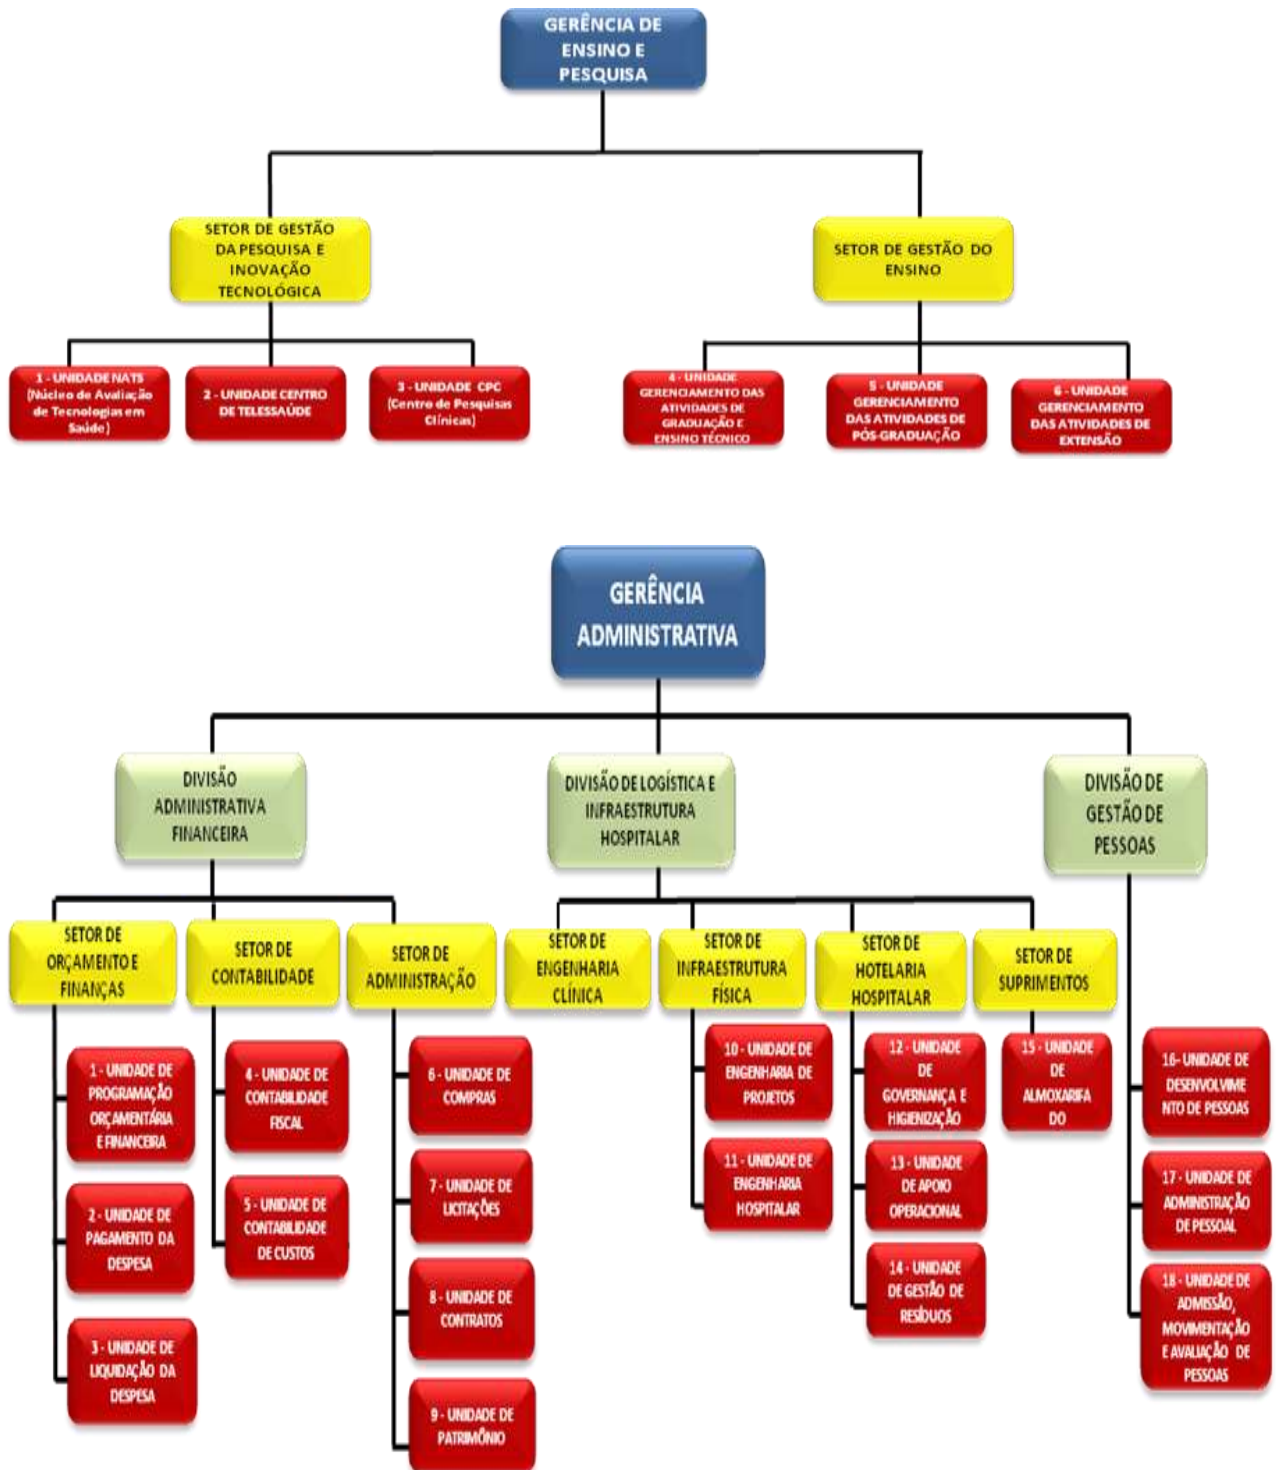 GERÊNCIA DE
ENSINO E
PESQUISA
SETOR DE GESTÃO
DA PESQUISA E
INOVAÇÃO
TECNOLÓGICA
SETOR DE GESTÃO DO
ENSINO
1 - UNIDADE NATS
(Núcleo de Avaliação
de Tecnologias em
Saúde)
2 - UNIDADE CENTRO
DE TELESSAÚDE
3 - UNIDADE CPC
(Centro de Pesquisas
Clínicas)
4 - UNIDADE
GERENCIAMENTO DAS
ATIVIDADES DE
GRADUAÇÃO E
ENSINO TÉCNICO
5 - UNIDADE
GERENCIAMENTO
DAS ATIVIDADES DE
PÓS-GRADUAÇÃO
6 - UNIDADE
GERENCIAMENTO
DAS ATIVIDADES DE
EXTENSÃO
GERÊNCIA
ADMINISTRATIVA
DIVISÃO
ADMINISTRATIVA
FINANCEIRA
DIVISÃO DE LOGÍSTICA E
INFRAESTRUTURA
HOSPITALAR
DIVISÃO DE
GESTÃO DE
PESSOAS
SETOR DE
ORÇAMENTO E
FINANÇAS
SETOR DE
CONTABILIDADE
SETOR DE
ADMINISTRAÇÃO
SETOR DE
ENGENHARIA
CLÍNICA
SETOR DE
INFRAESTRUTURA
FÍSICA
SETOR DE
HOTELARIA
HOSPITALAR
SETOR DE
SUPRIMENTOS
1 - UNIDADE DE
PROGRAMAÇÃO
ORÇAMENTÁRIA
E FINANCEIRA
2 - UNIDADE DE
PAGAMENTO DA
DESPESA
3 - UNIDADE DE
LIQUIDAÇÃO DA
DESPESA
4 - UNIDADE DE
CONTABILIDADE
FISCAL
5 - UNIDADE DE
CONTABILIDADE
DE CUSTOS
6 - UNIDADE DE
COMPRAS
7 - UNIDADE DE
LICITAÇÕES
8 - UNIDADE DE
CONTRATOS
9 - UNIDADE DE
PATRIMÔNIO
10 - UNIDADE DE
ENGENHARIA DE
PROJETOS
11 - UNIDADE DE
ENGENHARIA
HOSPITALAR
12 - UNIDADE
DE
GOVERNANÇA E
HIGIENIZAÇÃO
13 - UNIDADE
DE APOIO
OPERACIONAL
14 - UNIDADE
DE GESTÃO DE
RESÍDUOS
15 - UNIDADE
DE
ALMOXARIFA
DO
16- UNIDADE DE
DESENVOLVIME
NTO DE PESSOAS
17 - UNIDADE DE
ADMINISTRAÇÃO
DE PESSOAL
18 - UNIDADE DE
ADMISSÃO,
MOVIMENTAÇÃO
E AVALIAÇÃO DE
PESSOAS